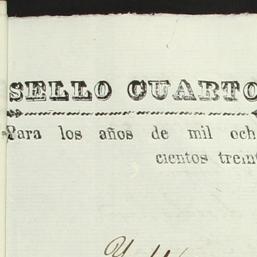 SELLO CUARTO
Para los años de mil och
cientos trein